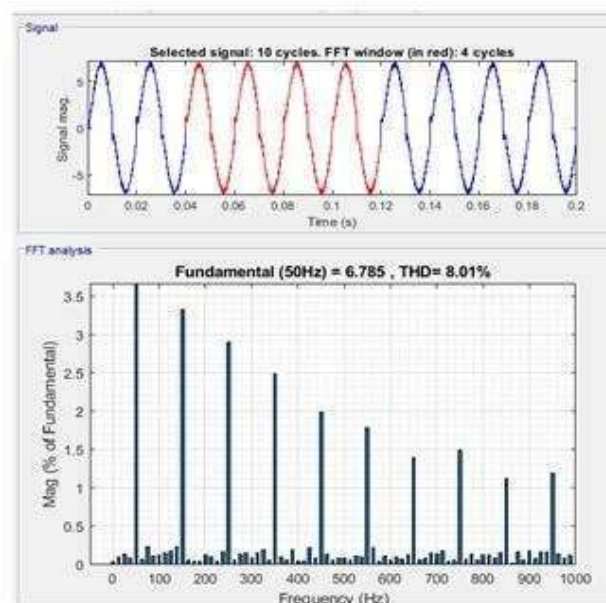 Signal
Selected signal: 10 cycles. FFT window (in red): 4 cycles
Signal mag.
5
0
-5
0 0.02 0.04 0.06 0.08 0.1 0.12 0.14 0.16 0.18 0.2
Time (s)
FFT analysis
Fundamental (50Hz) = 6.785 , THD= 8.01%
Mag (% of Fundamental)
3.5
3
2.5
2
1.5
1
0.5
0
0 100 200 300 400 500 600 700 800 900 1000
Frequency (Hz)